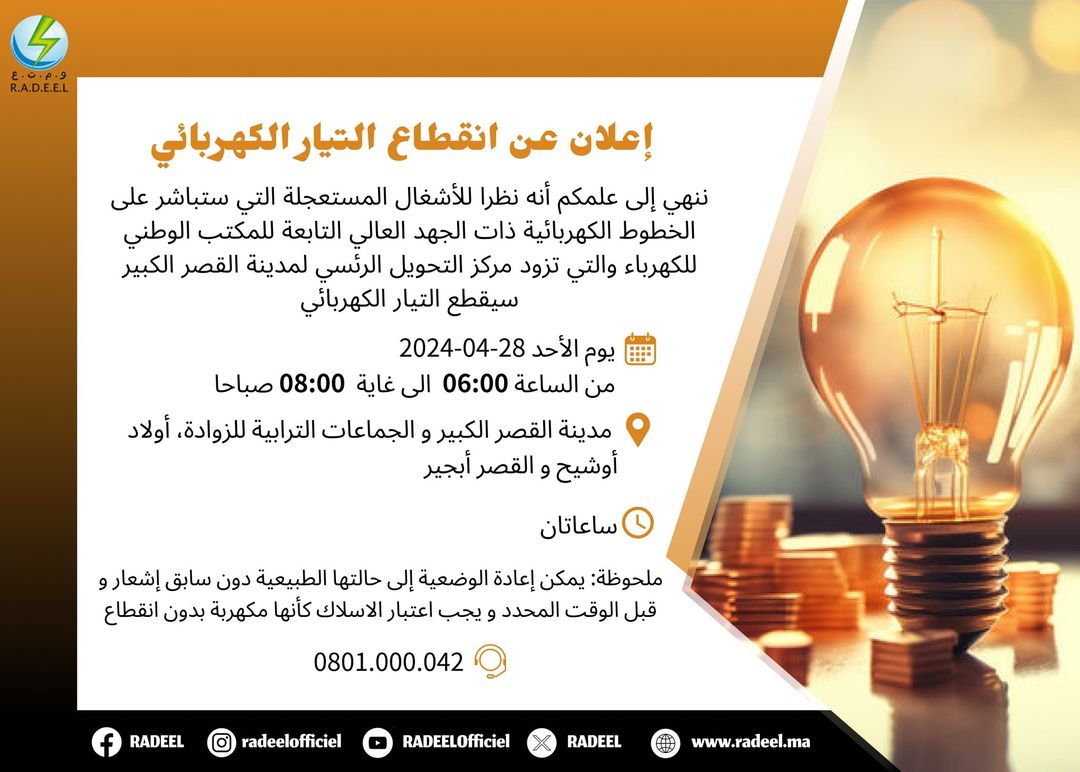 و.م.ت.ع
R.A.D.E.E.L
إعلان عن انقطاع التيار الكهربائي
ننهي إلى علمكم أنه نظرا للأشغال المستعجلة التي ستباشر على
الخطوط الكهربائية ذات الجهد العالي التابعة للمكتب الوطني
للكهرباء والتي تزود مركز التحويل الرئسي لمدينة القصر الكبير
سيقطع التيار الكهربائي
يوم الأحد 28-04-2024
من الساعة 06:00 الى غاية 08:00 صباحا
مدينة القصر الكبير و الجماعات الترابية للزوادة، أولاد
أوشيح و القصر أبجير
ساعاتان
ملحوظة: يمكن إعادة الوضعية إلى حالتها الطبيعية دون سابق إشعار و
قبل الوقت المحدد و يجب اعتبار الاسلاك كأنها مكهربة بدون انقطاع
0801.000.042
RADEEL radeelofficiel RADEELOfficiel RADEEL www.radeel.ma